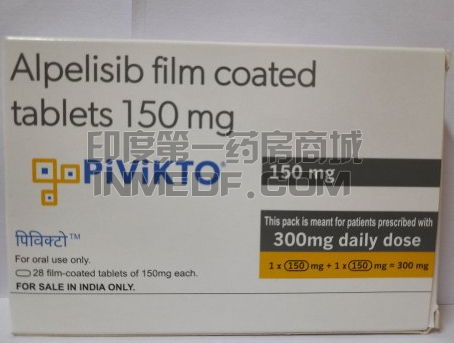 Alpelisib film coated
tablets 150 mg
印度第一药房商城
PiViKTO®
INMEDF.COM
150 mg
This pack is meant for patients prescribed with
300mg daily dose
पिविक्टो™
1 x 150 mg + 1 x 150 mg = 300 mg
For oral use only.
28 film-coated tablets of 150mg each.
FOR SALE IN INDIA ONLY.